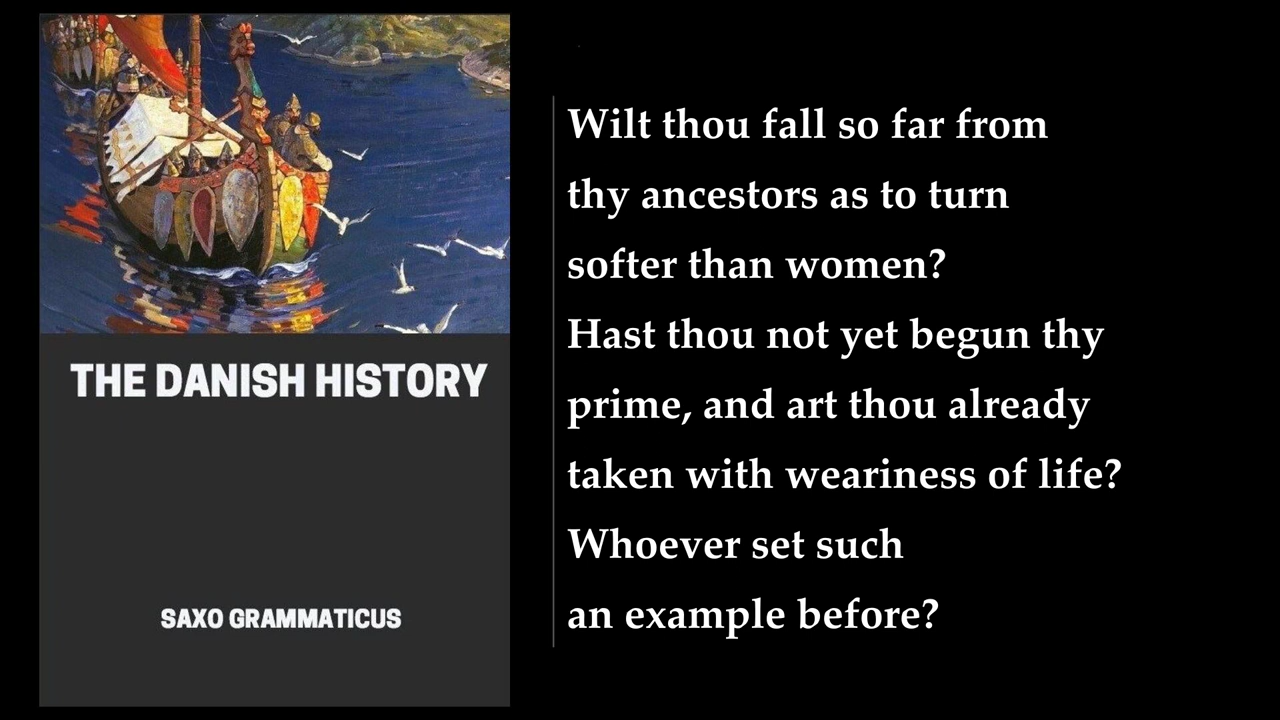 THE DANISH HISTORY
SAXO GRAMMATICUS
Wilt thou fall so far from
thy ancestors as to turn
softer than women?
Hast thou not yet begun thy
prime, and art thou already
taken with weariness of life?
Whoever set such
an example before?